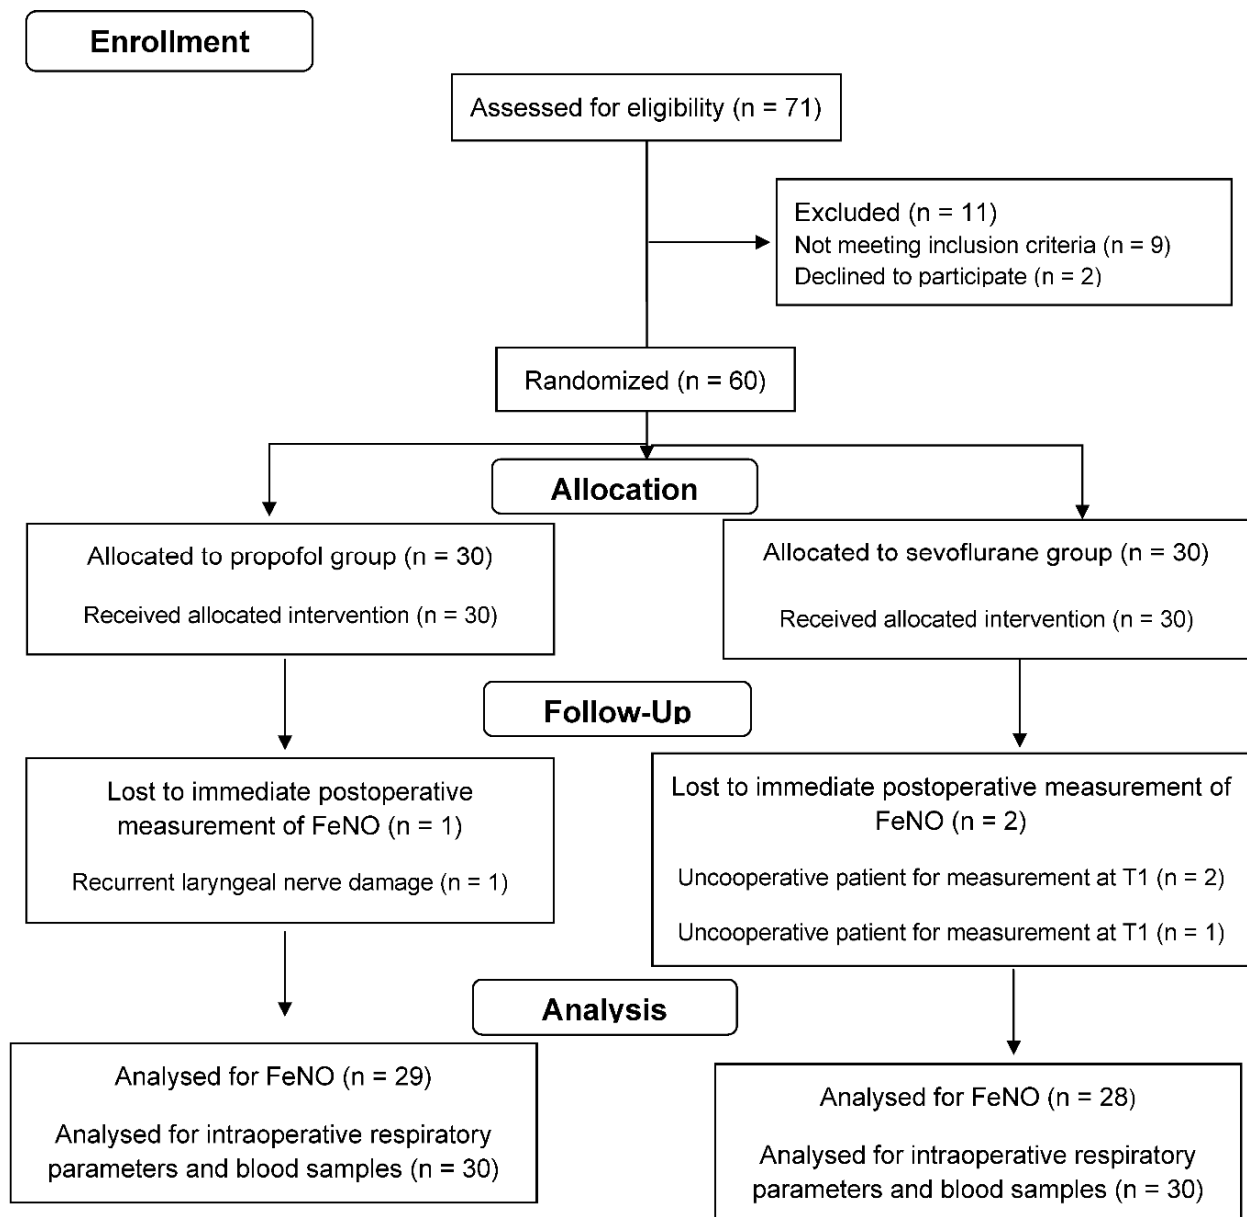 Enrollment
Assessed for eligibility (n = 71)
Excluded (n = 11)
Not meeting inclusion criteria (n = 9)
Declined to participate (n = 2)
Randomized (n = 60)
Allocation
Allocated to propofol group (n = 30)
Received allocated intervention (n = 30)
Allocated to sevoflurane group (n = 30)
Received allocated intervention (n = 30)
Follow-Up
Lost to immediate postoperative
measurement of FeNO (n = 1)
Recurrent laryngeal nerve damage (n = 1)
Lost to immediate postoperative measurement of
FeNO (n = 2)
Uncooperative patient for measurement at T1 (n = 2)
Uncooperative patient for measurement at T1 (n = 1)
Analysis
Analysed for FeNO (n = 29)
Analysed for intraoperative respiratory
parameters and blood samples (n = 30)
Analysed for FeNO (n = 28)
Analysed for intraoperative respiratory
parameters and blood samples (n = 30)